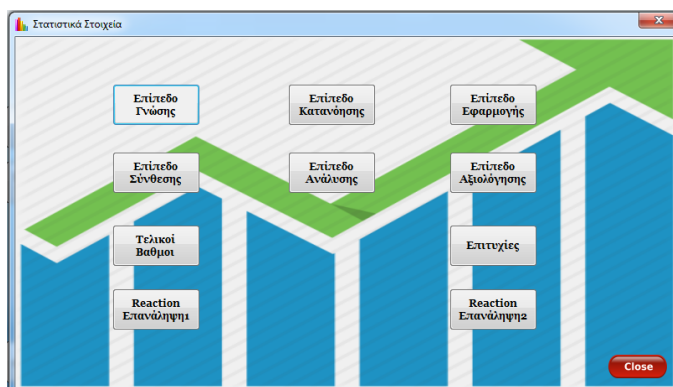 Στατιστικά Στοιχεία
x
Επίπεδο
Γνώσης
Επίπεδο
Κατανόησης
Επίπεδο
Εφαρμογής
Επίπεδο
Σύνθεσης
Επίπεδο
Ανάλυσης
Επίπεδο
Αξιολόγησης
Τελικοί
Βαθμοι
Επιτυχίες
Reaction
Επανάληψη1
Reaction
Επανάληψη2
Close